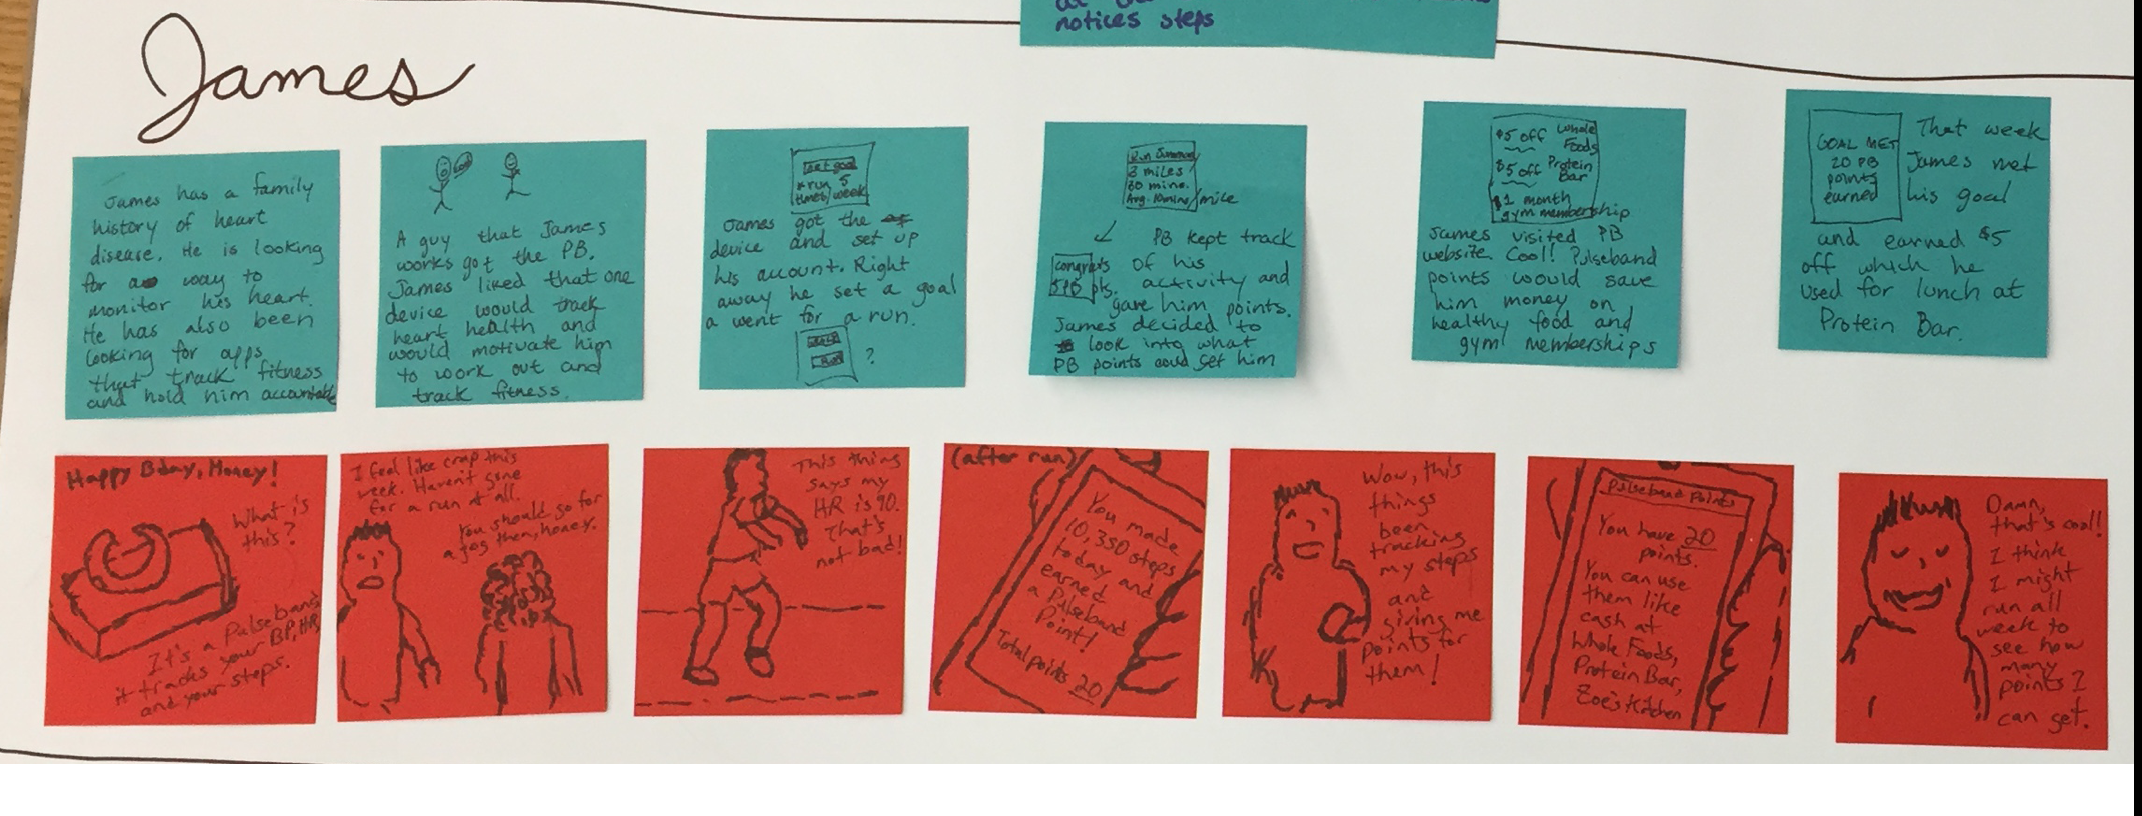 notices steps
James
James has a family
history of heart
disease. He is looking
for a way to
monitor his heart.
He has also been
looking for apps
that track fitness
and hold him accountable
A guy that James
works got the PB.
James liked that one
device would track
heart health and
would motivate him
to work out and
track fitness.
set goal
run 5
times/week
James got the
device and set up
his account. Right
away he set a goal
a went for a run.
?
Run Summary
3 miles
30 mins.
Avg. 10mins/mile
PB kept track
of his
activity and
gave him points.
James decided to
look into what
PB points could get him
congrats
5 PB pts.
$5 off Whole
Foods
$5 off Protein
Bar
$1 month
gym membership
James visited PB
website. Cool! Pulseband
points would save
him money on
healthy food and
gym memberships
GOAL MET
20 PB
points
earned
That week
James met
his goal
and earned $5
off which he
used for lunch at
Protein Bar.
Happy Bday, Honey!
What is
this?
It's a Pulseband
it tracks your BP, HR,
and your steps.
I feel like crap this
week. Haven't gone
for a run at all.
You should go for
a jog then, honey.
This thing
says my
HR is 90.
That's
not bad!
(after run)
You made
10,350 steps
today and
earned
a Pulseband
Point!
Total points 20
Wow, this
things
been
tracking
my steps
and
giving me
points for
them!
Pulseband Points
You have 20
points.
You can use
them like
cash at
Whole Foods,
Protein Bar,
Zoe's Kitchen
Damn,
that's cool!
I think
I might
run all
week to
see how
many
points I
can get.